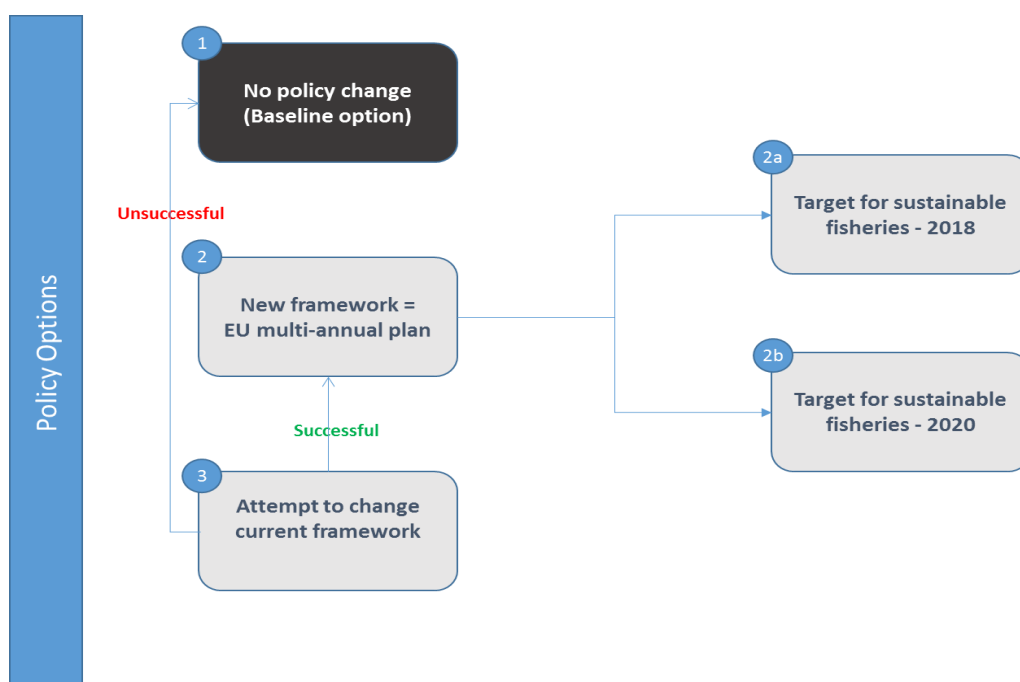 Policy Options
1
No policy change
(Baseline option)
Unsuccessful
2
New framework =
EU multi-annual plan
2a
Target for sustainable
fisheries - 2018
2b
Target for sustainable
fisheries - 2020
Successful
3
Attempt to change
current framework